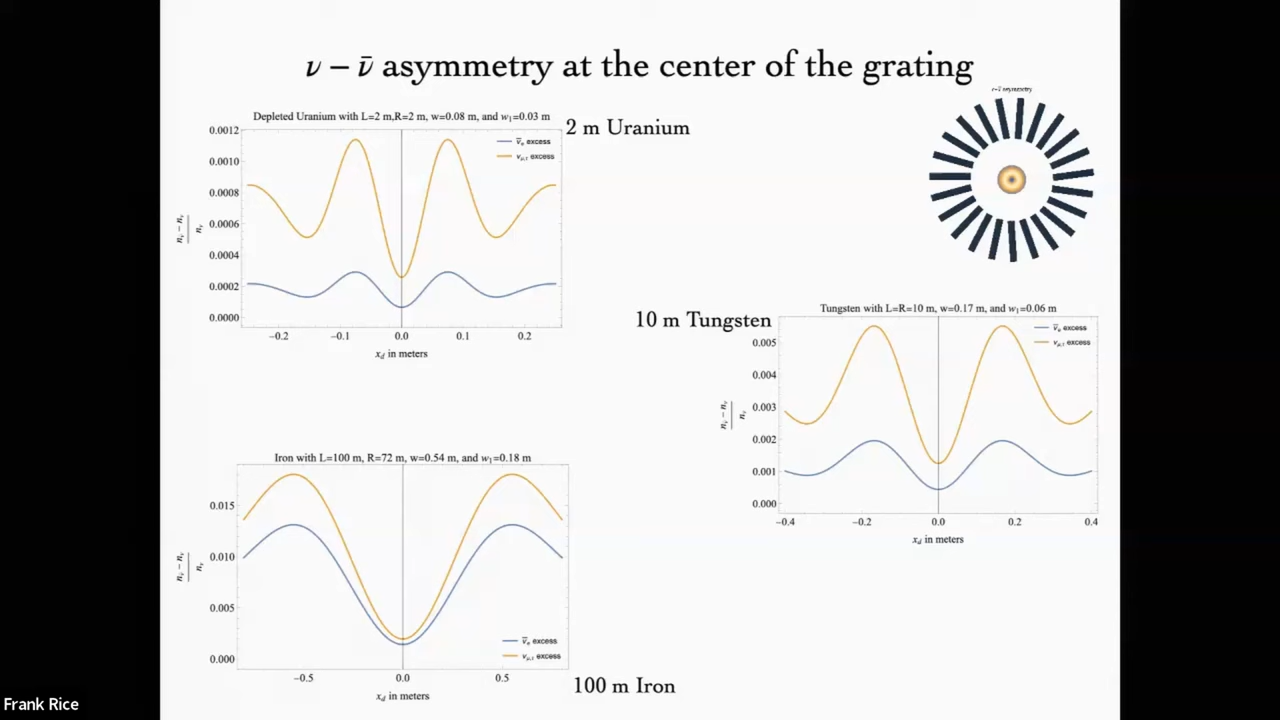 ν − ν̄ asymmetry at the center of the grating
ν−ν̄ asymmetry
Depleted Uranium with L=2 m,R=2 m, w=0.08 m, and w₁=0.03 m
2 m Uranium
0.0012
0.0010
0.0008
0.0006
0.0004
0.0002
0.0000
ν̄ₑ excess
νμ,τ excess
−0.2
−0.1
0.0
0.1
0.2
x_d in meters
10 m Tungsten
Tungsten with L=R=10 m, w=0.17 m, and w₁=0.06 m
0.005
0.004
0.003
0.002
0.001
0.000
ν̄ₑ excess
νμ,τ excess
−0.4
−0.2
0.0
0.2
0.4
x_d in meters
Iron with L=100 m, R=72 m, w=0.54 m, and w₁=0.18 m
0.015
0.010
0.005
0.000
ν̄ₑ excess
νμ,τ excess
−0.5
0.0
0.5
x_d in meters
100 m Iron
Frank Rice